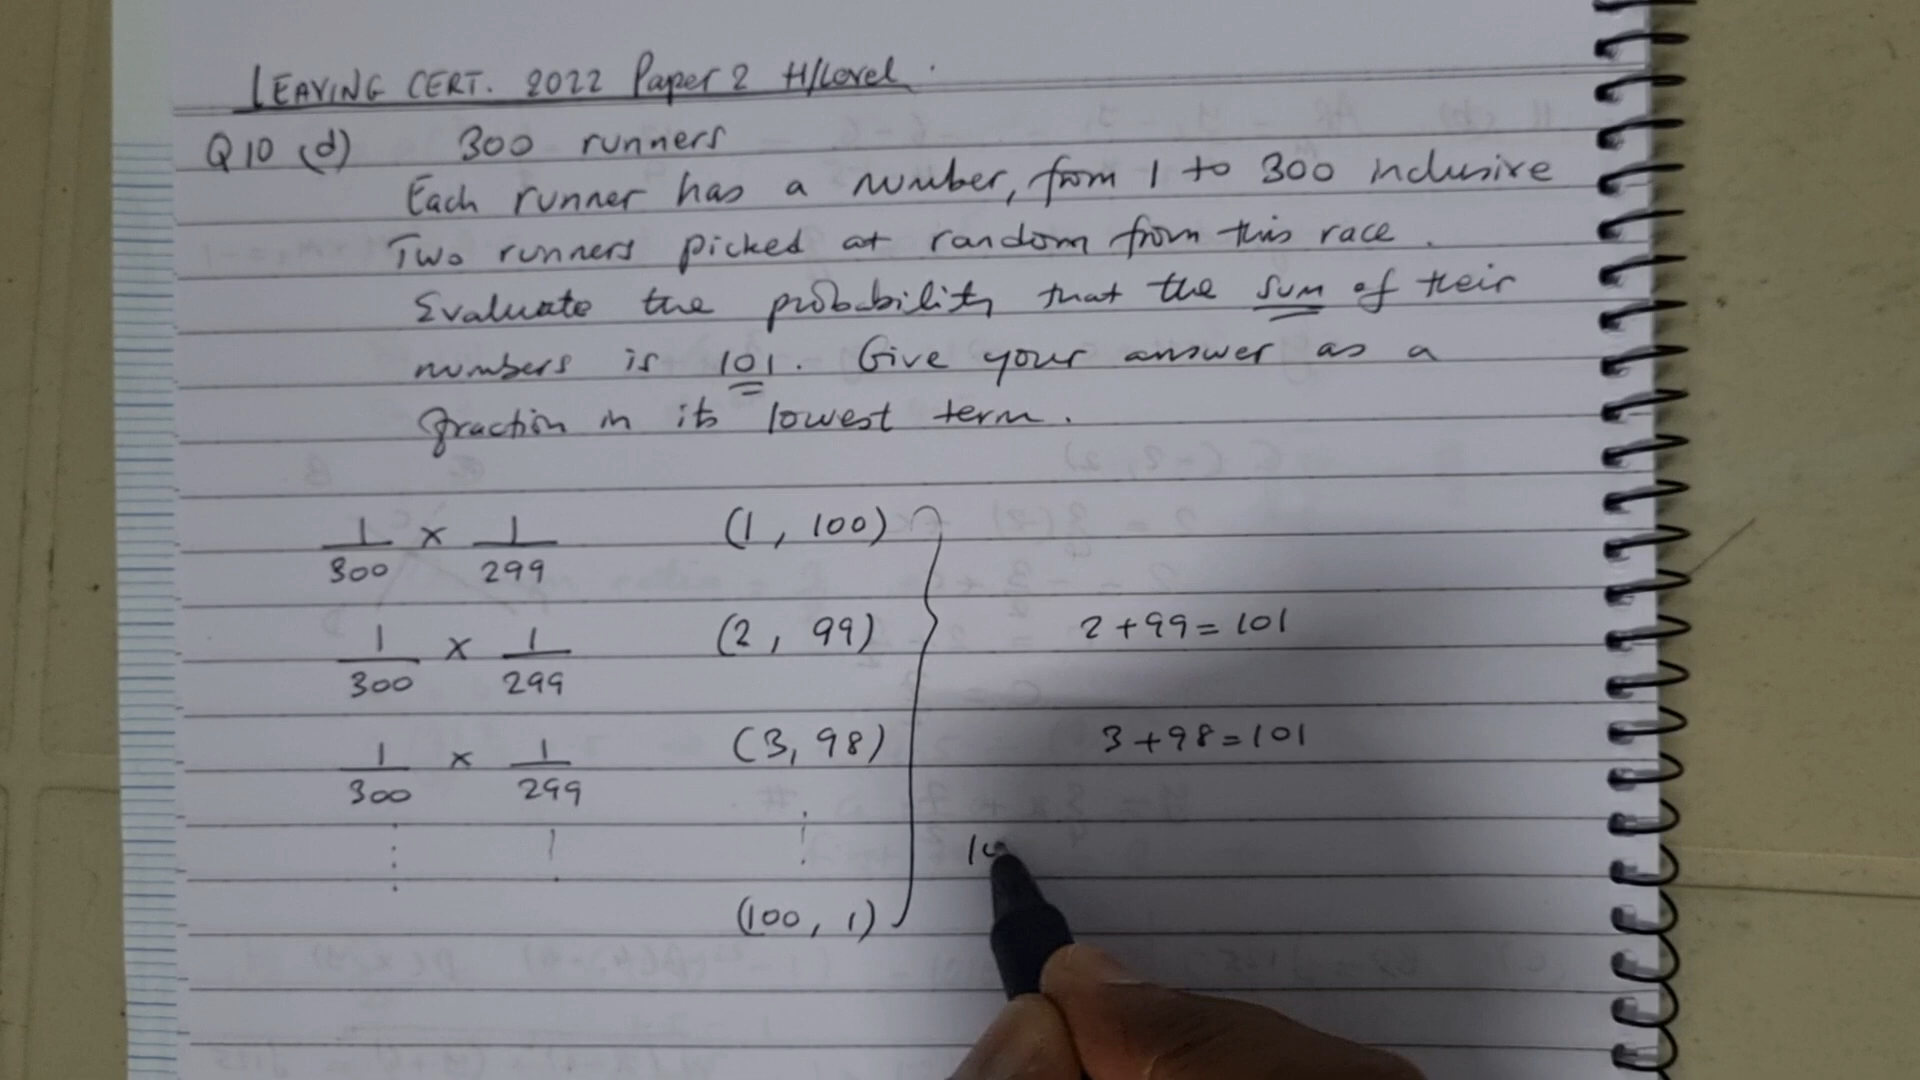 LEAVING CERT. 2022 Paper 2 H/Level.
Q10 (d) 300 runners
Each runner has a number, from 1 to 300 inclusive
Two runners picked at random from this race.
Evaluate the probability that the sum of their
numbers is 101. Give your answer as a
fraction in its lowest term.
1/300 x 1/299 (1, 100)
1/300 x 1/299 (2, 99) 2+99=101
1/300 x 1/299 (3, 98) 3+98=101
(100, 1)